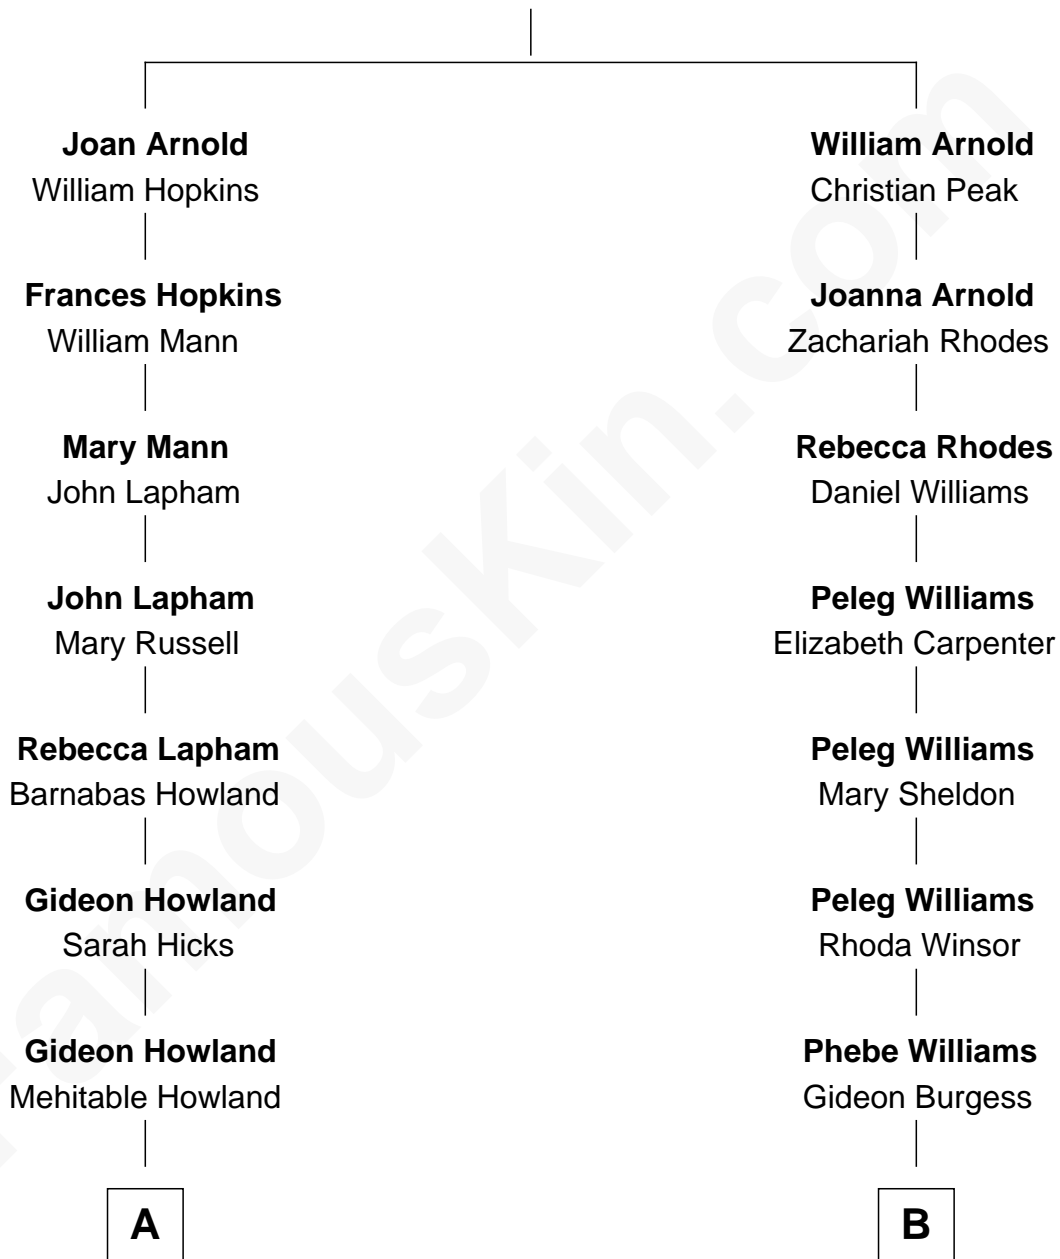 Joan Arnold
William Hopkins
Frances Hopkins
William Mann
Mary Mann
John Lapham
John Lapham
Mary Russell
Rebecca Lapham
Barnabas Howland
Gideon Howland
Sarah Hicks
Gideon Howland
Mehitable Howland
A
William Arnold
Christian Peak
Joanna Arnold
Zachariah Rhodes
Rebecca Rhodes
Daniel Williams
Peleg Williams
Elizabeth Carpenter
Peleg Williams
Mary Sheldon
Peleg Williams
Rhoda Winsor
Phebe Williams
Gideon Burgess
B
FamousKin.com